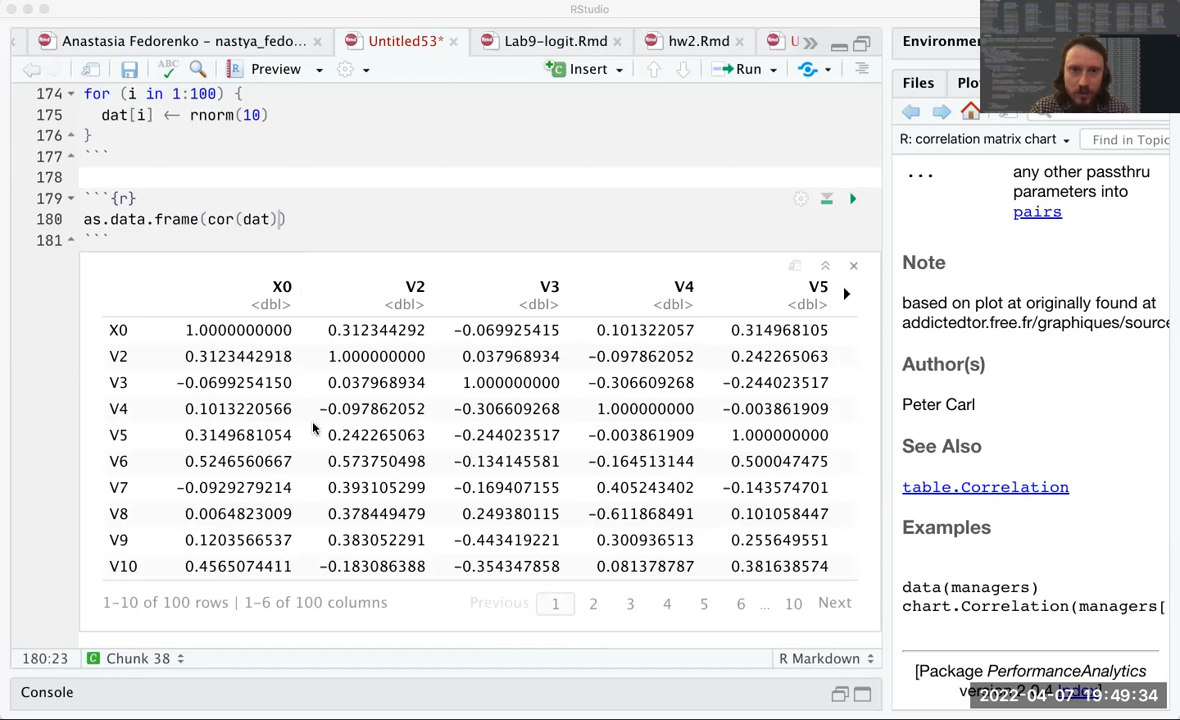 RStudio
Anastasia Fedorenko - nastya_fedo...
Untitled53*
Lab9-logit.Rmd
hw2.Rmd
U
Environmen
ABC
Preview
Insert
Run
Files
Plo
174 for (i in 1:100) {
175 dat[i] <- rnorm(10)
176 }
177 ```
178
179 ```{r}
180 as.data.frame(cor(dat))
181 ```
X0 V2 V3 V4 V5
<dbl> <dbl> <dbl> <dbl> <dbl>
X0 1.0000000000 0.312344292 -0.069925415 0.101322057 0.314968105
V2 0.3123442918 1.000000000 0.037968934 -0.097862052 0.242265063
V3 -0.0699254150 0.037968934 1.000000000 -0.306609268 -0.244023517
V4 0.1013220566 -0.097862052 -0.306609268 1.000000000 -0.003861909
V5 0.3149681054 0.242265063 -0.244023517 -0.003861909 1.000000000
V6 0.5246560667 0.573750498 -0.134145581 -0.164513144 0.500047475
V7 -0.0929279214 0.393105299 -0.169407155 0.405243402 -0.143574701
V8 0.0064823009 0.378449479 0.249380115 -0.611868491 0.101058447
V9 0.1203566537 0.383052291 -0.443419221 0.300936513 0.255649551
V10 0.4565074411 -0.183086388 -0.354347858 0.081378787 0.381638574
1-10 of 100 rows | 1-6 of 100 columns
Previous 1 2 3 4 5 6 ... 10 Next
180:23 Chunk 38
R Markdown
Console
R: correlation matrix chart
Find in Topic
... any other passthru
parameters into
pairs
Note
based on plot at originally found at
addictedtor.free.fr/graphiques/source
Author(s)
Peter Carl
See Also
table.Correlation
Examples
data(managers)
chart.Correlation(managers[
[Package PerformanceAnalytics
2022-04-07 19:49:34